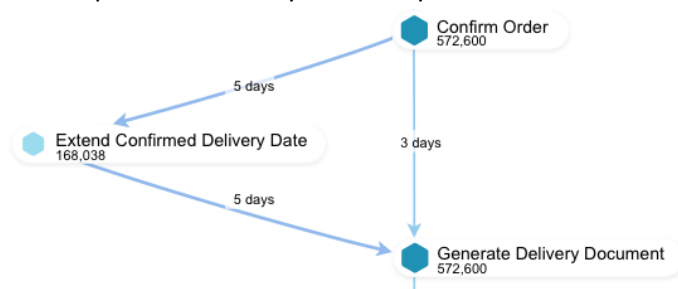 Confirm Order
572,600
5 days
Extend Confirmed Delivery Date
168,038
3 days
5 days
Generate Delivery Document
572,600